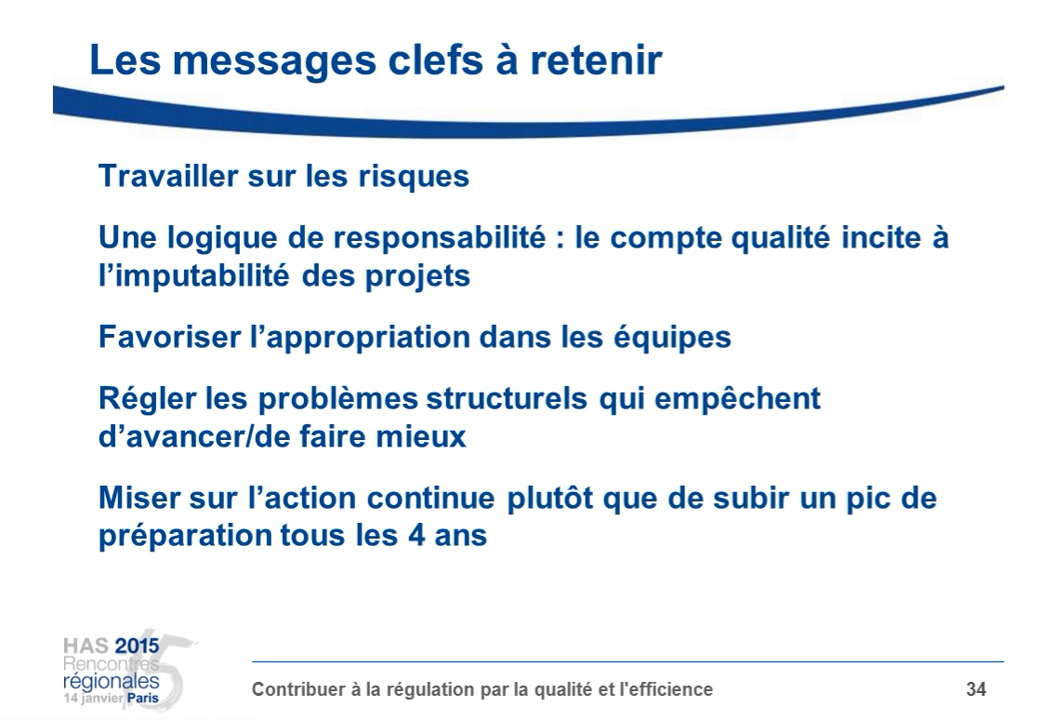 Les messages clefs à retenir
Travailler sur les risques
Une logique de responsabilité : le compte qualité incite à
l’imputabilité des projets
Favoriser l’appropriation dans les équipes
Régler les problèmes structurels qui empêchent
d’avancer/de faire mieux
Miser sur l’action continue plutôt que de subir un pic de
préparation tous les 4 ans
HAS 2015
Rencontres
régionales
14 janvier Paris
15
Contribuer à la régulation par la qualité et l'efficience
34